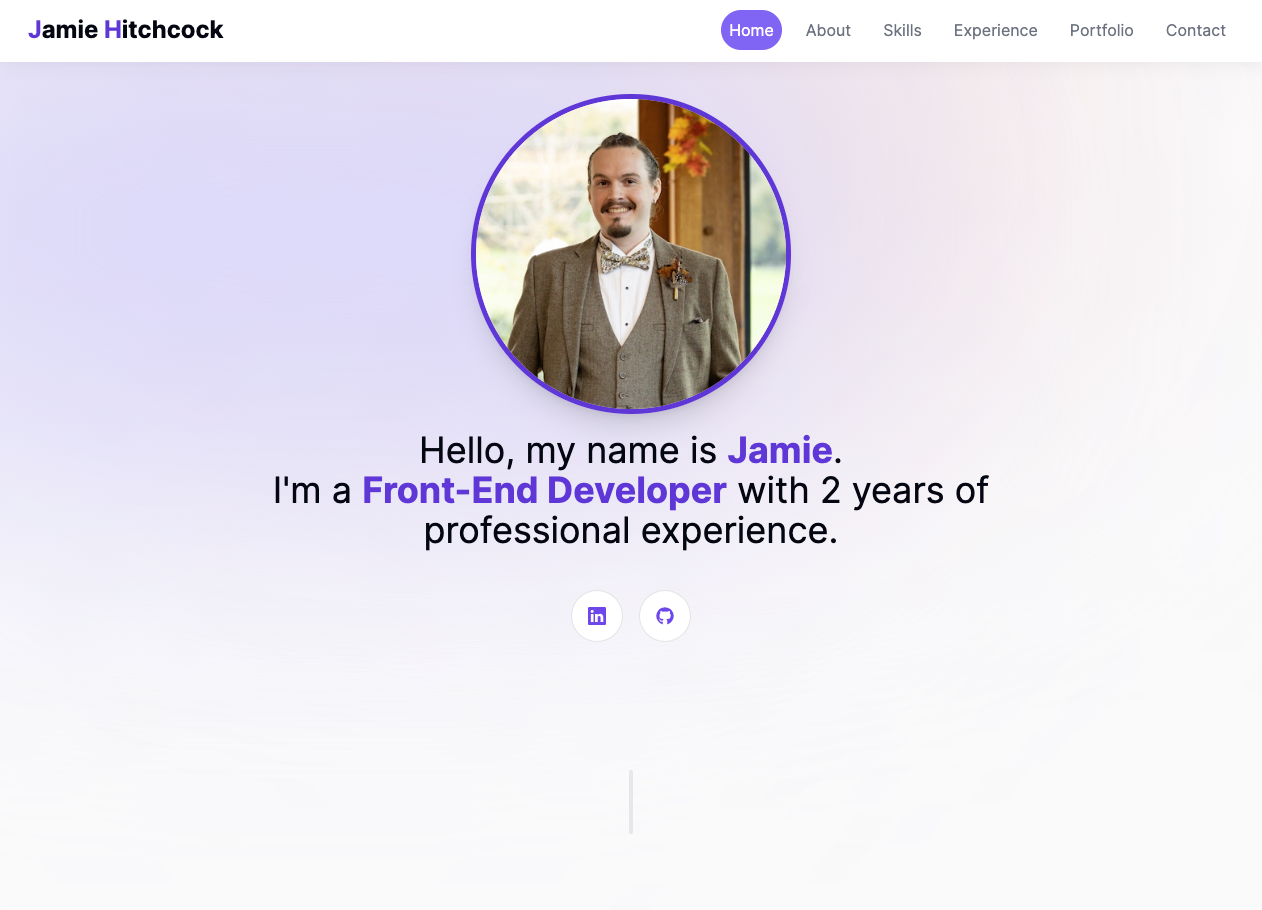 Jamie Hitchcock
Home About Skills Experience Portfolio Contact
Hello, my name is Jamie.
I'm a Front-End Developer with 2 years of
professional experience.
in